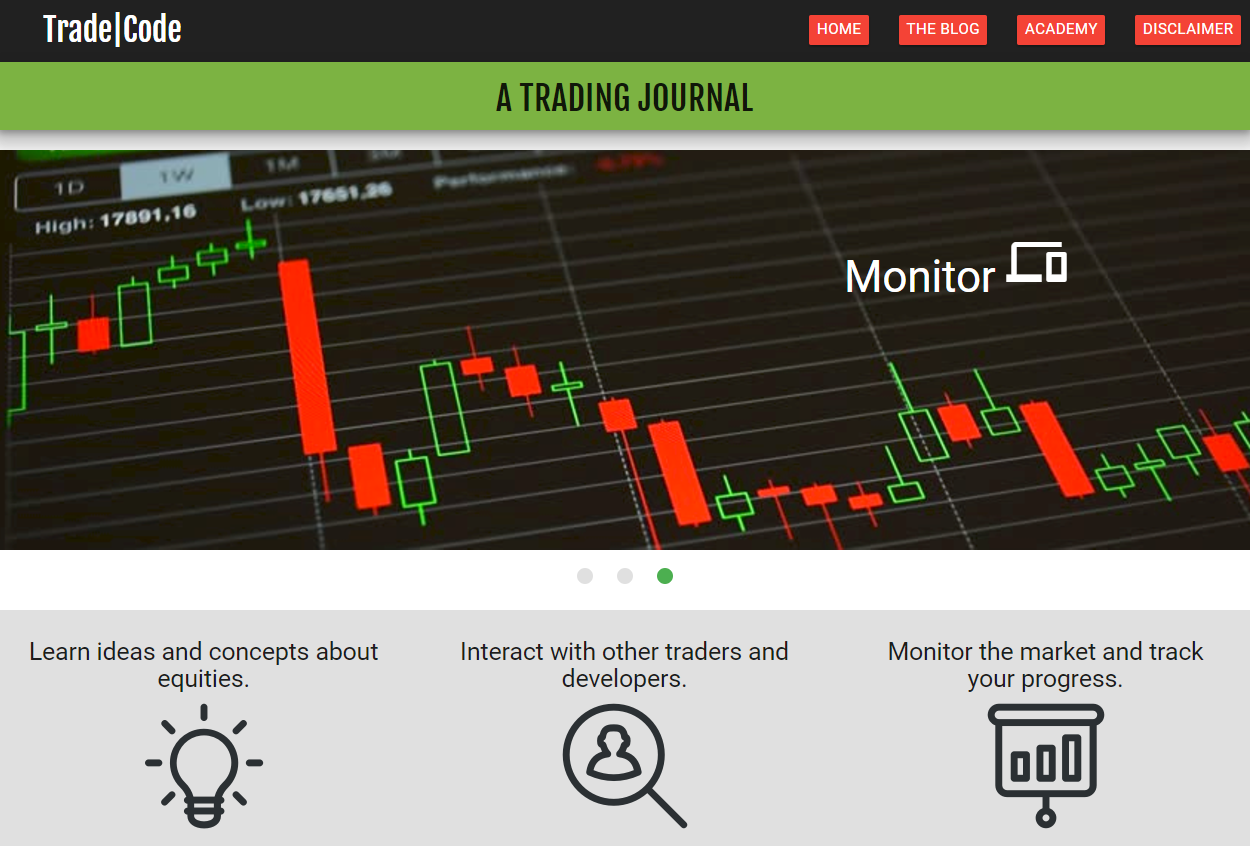 Trade|Code
HOME
THE BLOG
ACADEMY
DISCLAIMER
A TRADING JOURNAL
1D
1W
1M
High: 17891,16
Low: 17651,26
Performance:
Monitor
Learn ideas and concepts about
equities.
Interact with other traders and
developers.
Monitor the market and track
your progress.